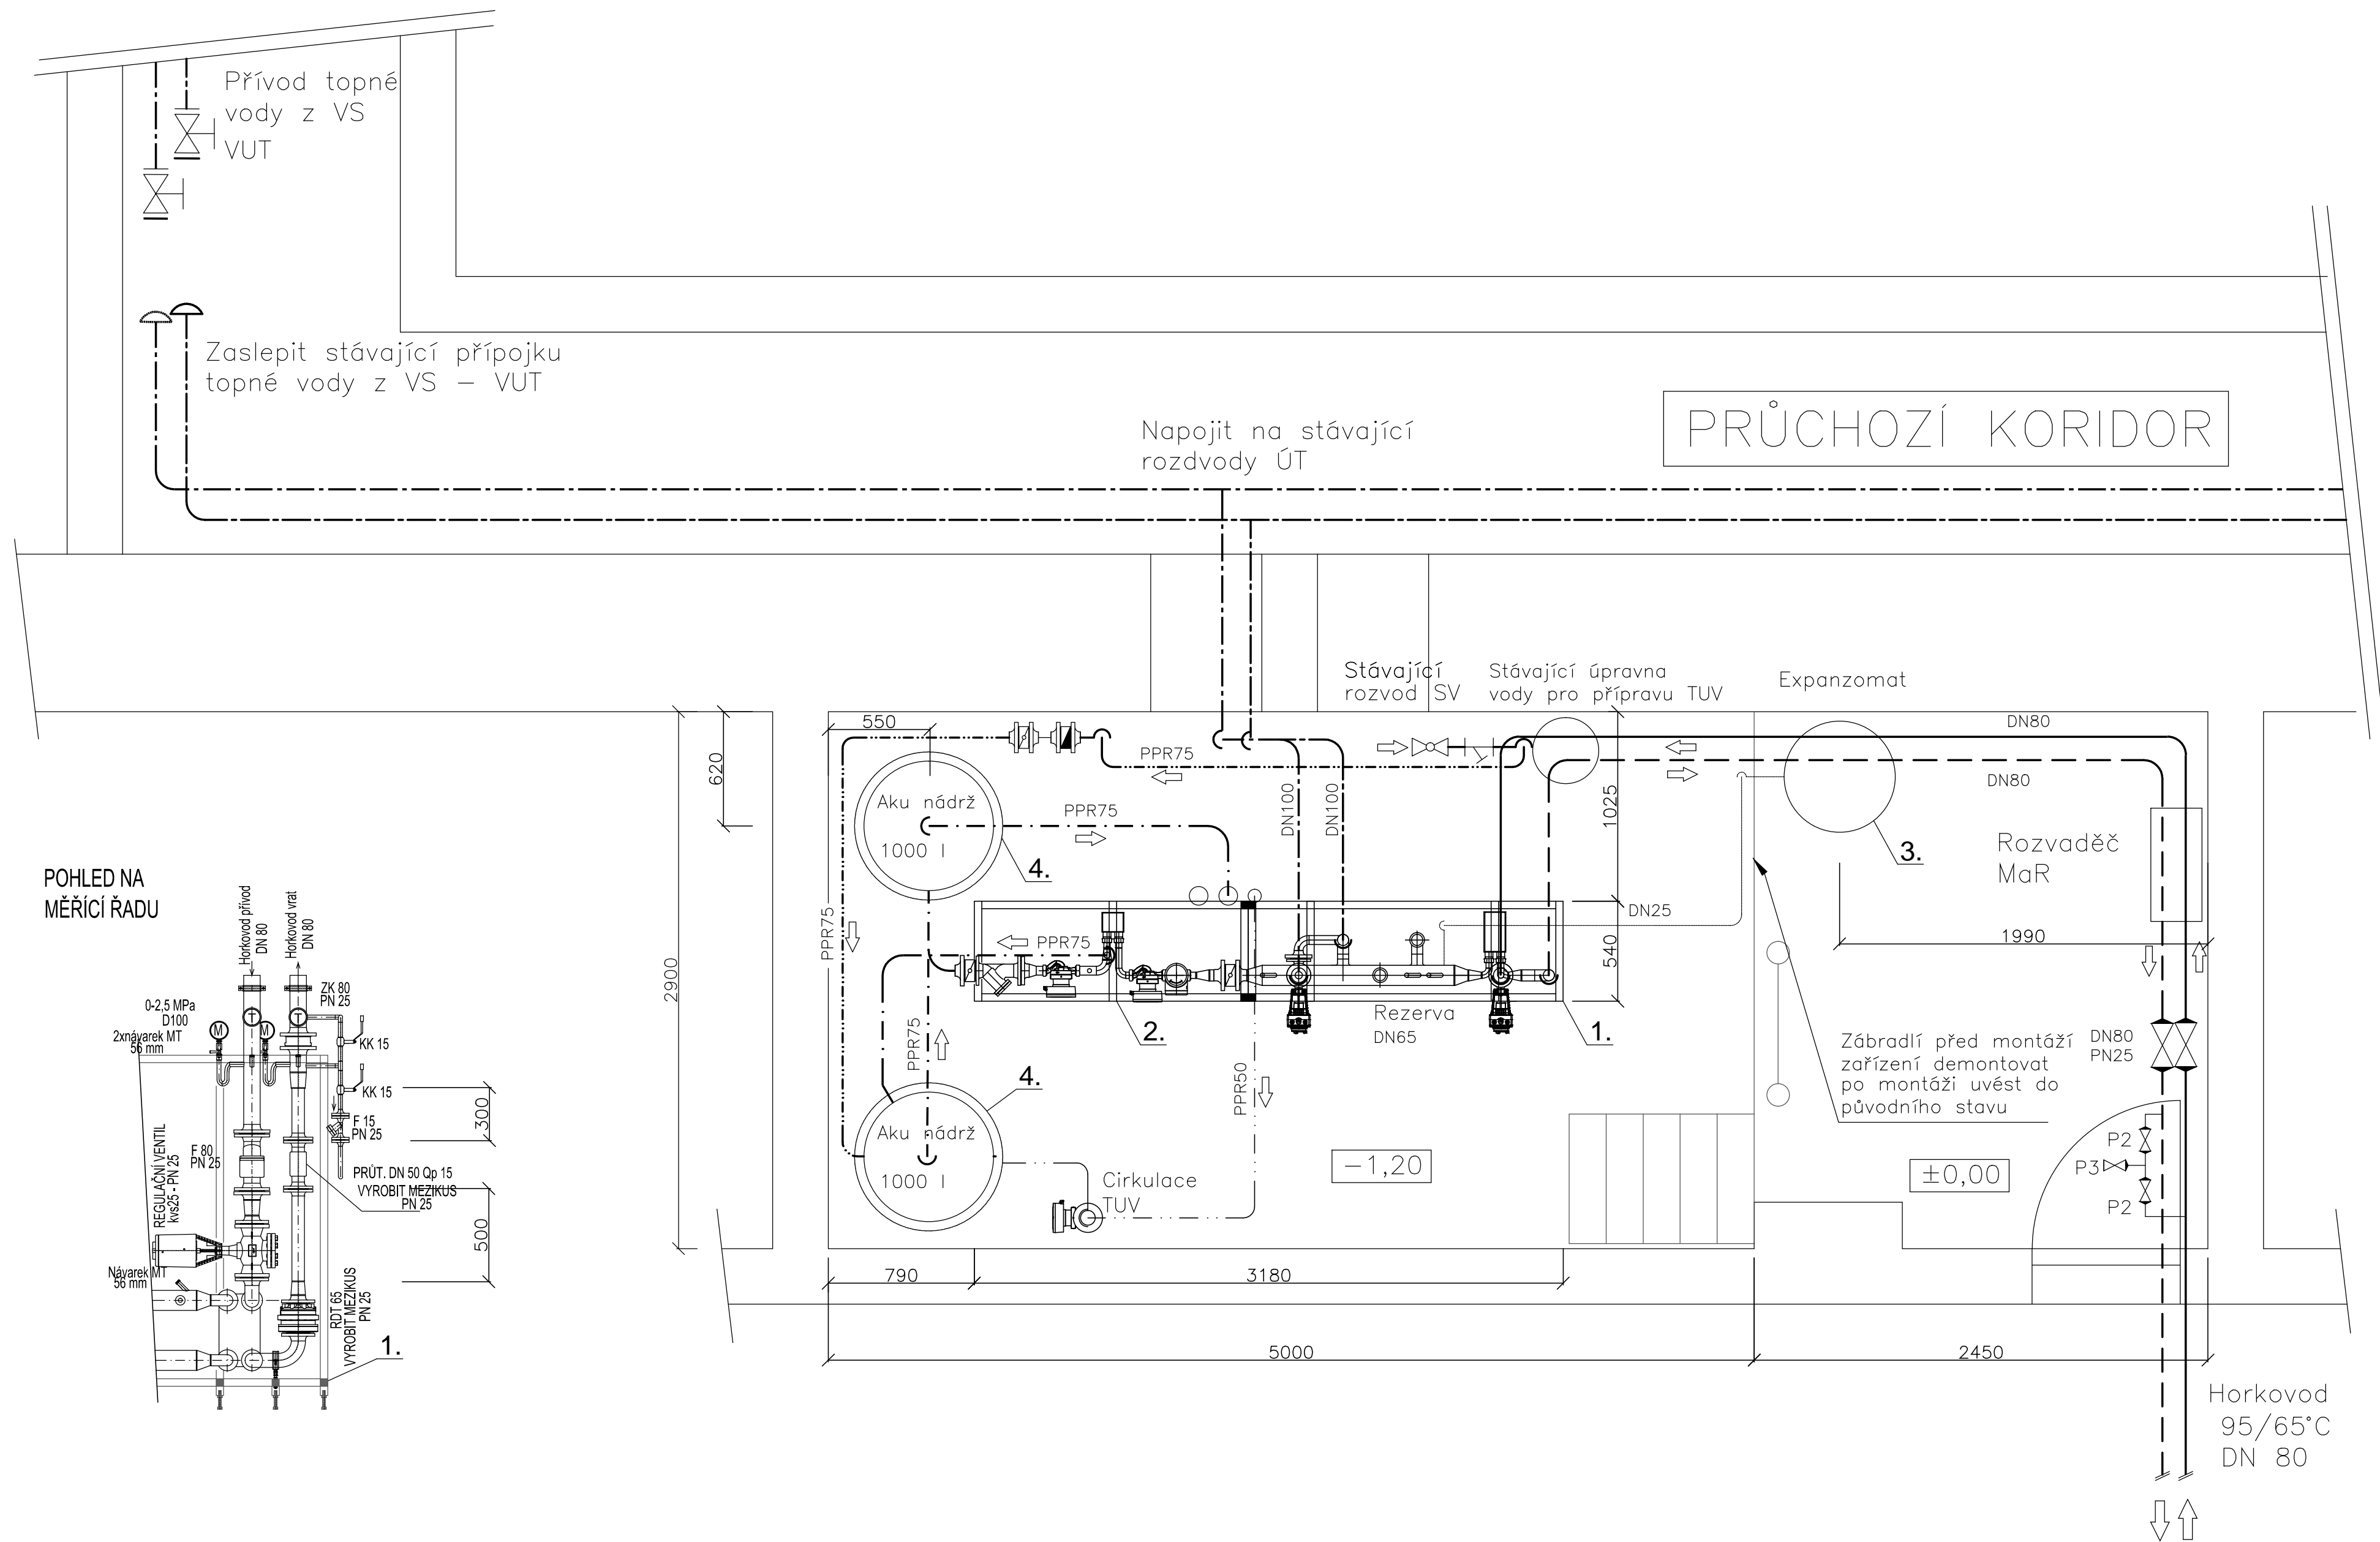 Přívod topné
vody z VS
VUT
Zaslepit stávající přípojku
topné vody z VS – VUT
Napojit na stávající
rozdvody ÚT
PRŮCHOZÍ KORIDOR
Stávající
rozvod SV
Stávající úpravna
vody pro přípravu TUV
Expanzomat
DN80
DN80
550
620
2900
PPR75
Aku nádrž
1000 l
4.
PPR75
DN100
DN100
1025
3.
Rozvaděč
MaR
1990
PPR75
PPR75
DN25
540
Rezerva
DN65
2.
1.
PPR75
PPR50
4.
Aku nádrž
1000 l
Cirkulace
TUV
-1,20
±0,00
Zábradlí před montáží
zařízení demontovat
po montáži uvést do
původního stavu
DN80
PN25
P2
P3
P2
790
3180
5000
2450
Horkovod
95/65°C
DN 80
POHLED NA
MĚŘÍCÍ ŘADU
Horkovod přívod
DN 80
Horkovod vrat
DN 80
ZK 80
PN 25
0-2,5 MPa
D100
2xnávarek MT
56 mm
M
T
M
T
KK 15
KK 15
300
F 15
PN 25
F 80
PN 25
REGULAČNÍ VENTIL
kvs25 - PN 25
PRŮT. DN 50 Qp 15
VYROBIT MEZIKUS
PN 25
500
Návarek MT
56 mm
RDT 65
VYROBIT MEZIKUS
PN 25
1.